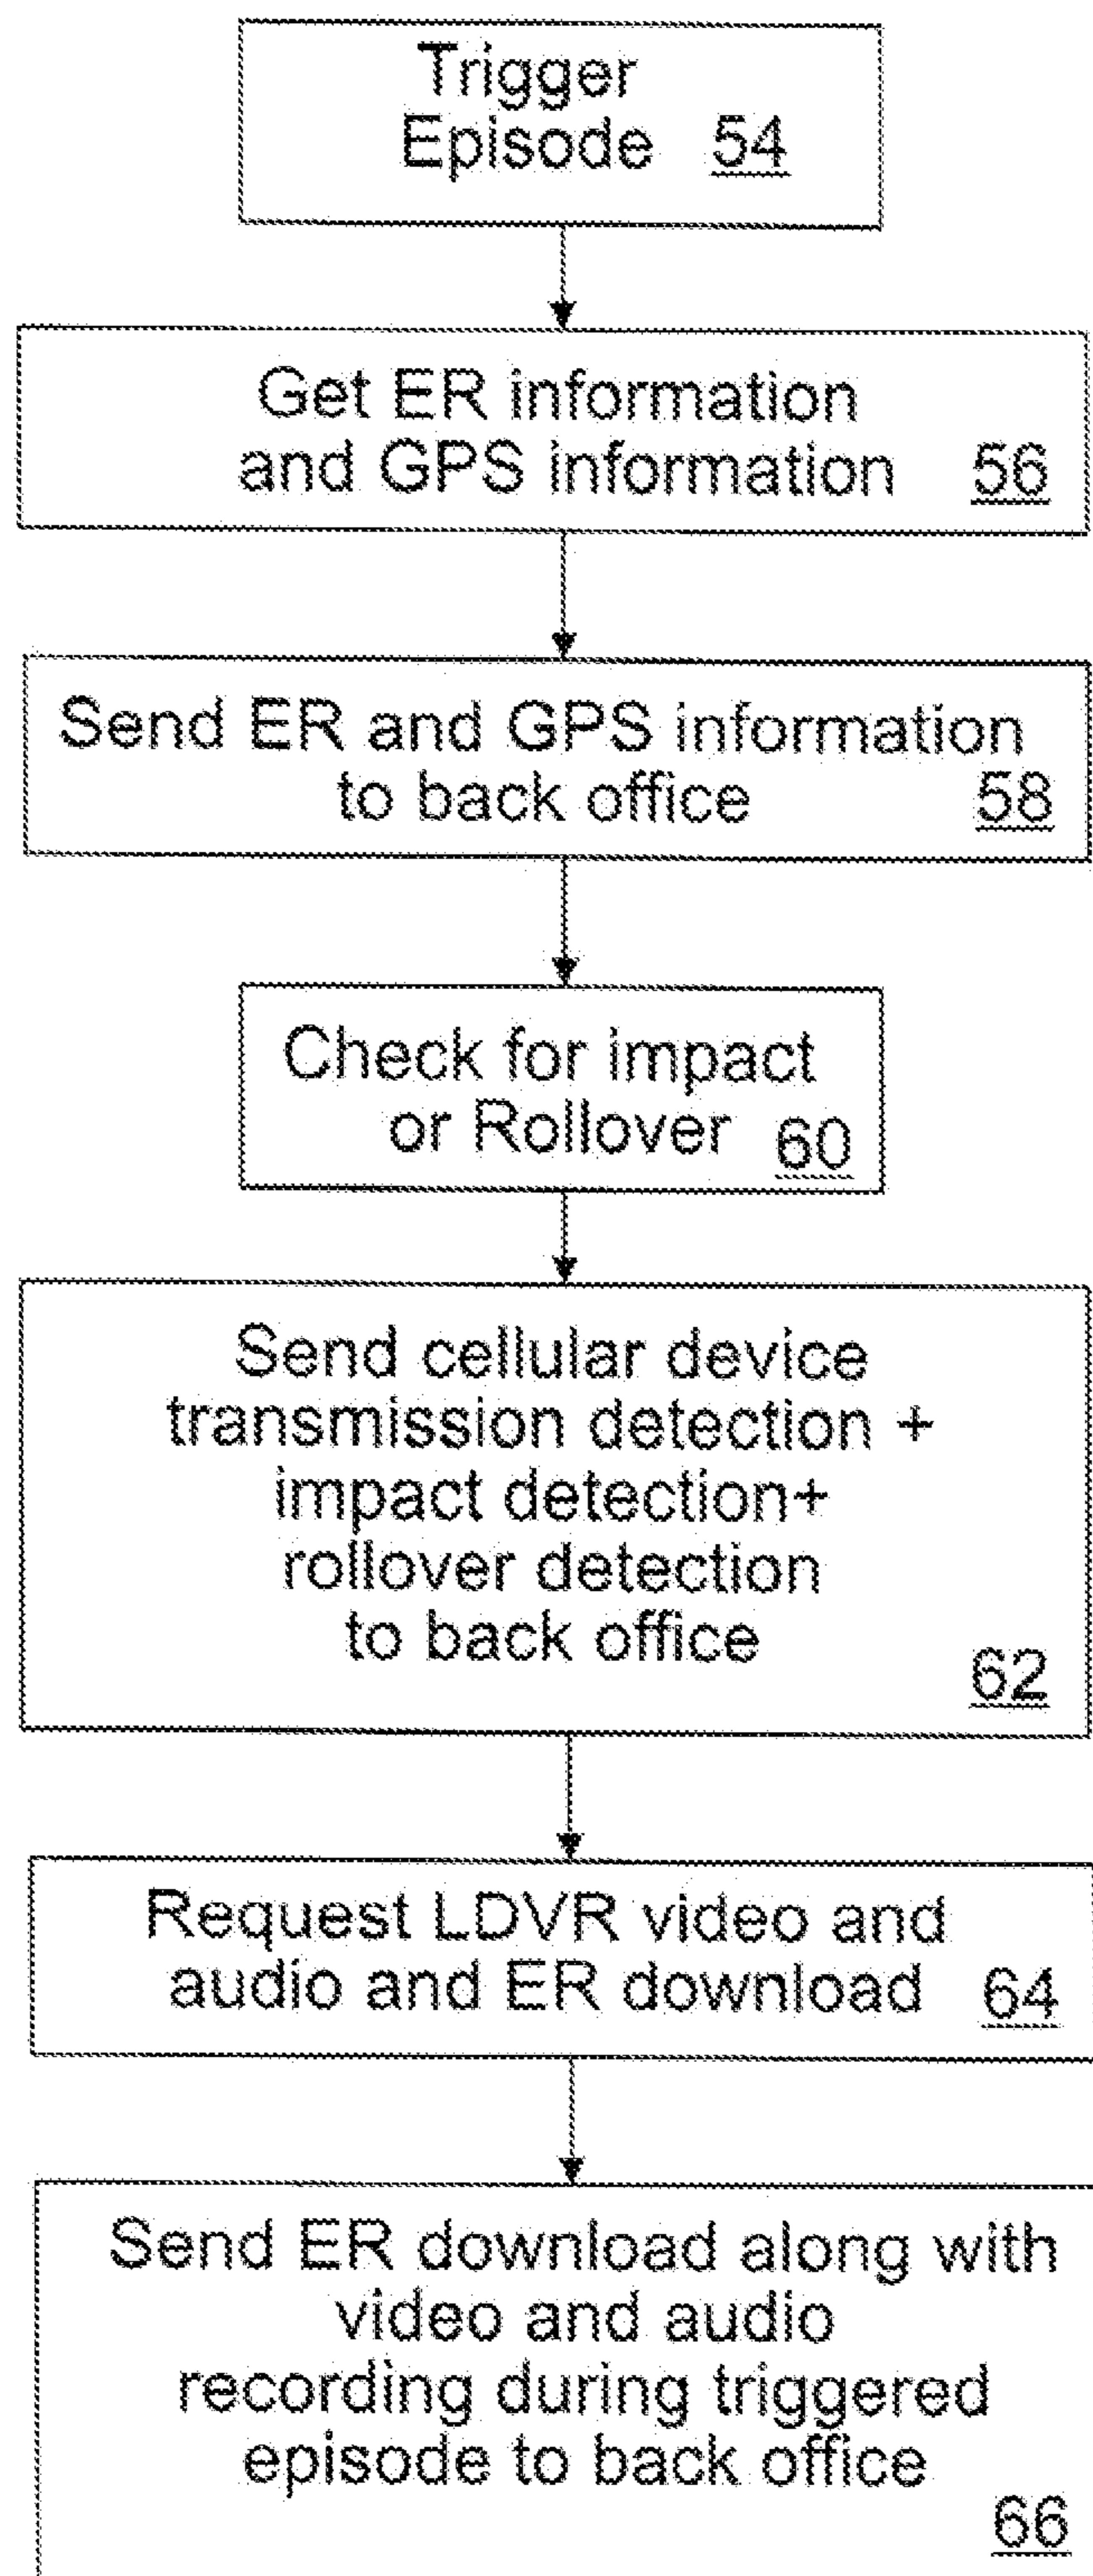 Trigger
Episode 54
Get ER information
and GPS information 56
Send ER and GPS information
to back office 58
Check for impact
or Rollover 60
Send cellular device
transmission detection +
impact detection+
rollover detection
to back office
62
Request LDVR video and
audio and ER download 64
Send ER download along with
video and audio
recording during triggered
episode to back office
66